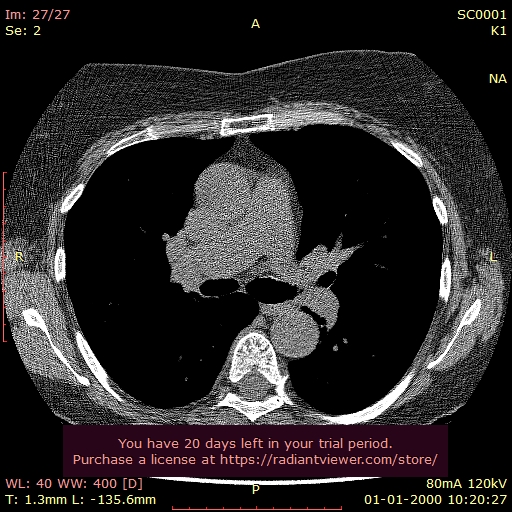 Im: 27/27
Se: 2
A
SC0001
K1
NA
R
L
You have 20 days left in your trial period.
Purchase a license at https://radiantviewer.com/store/
WL: 40 WW: 400 [D]
T: 1.3mm L: -135.6mm
P
80mA 120kV
01-01-2000 10:20:27